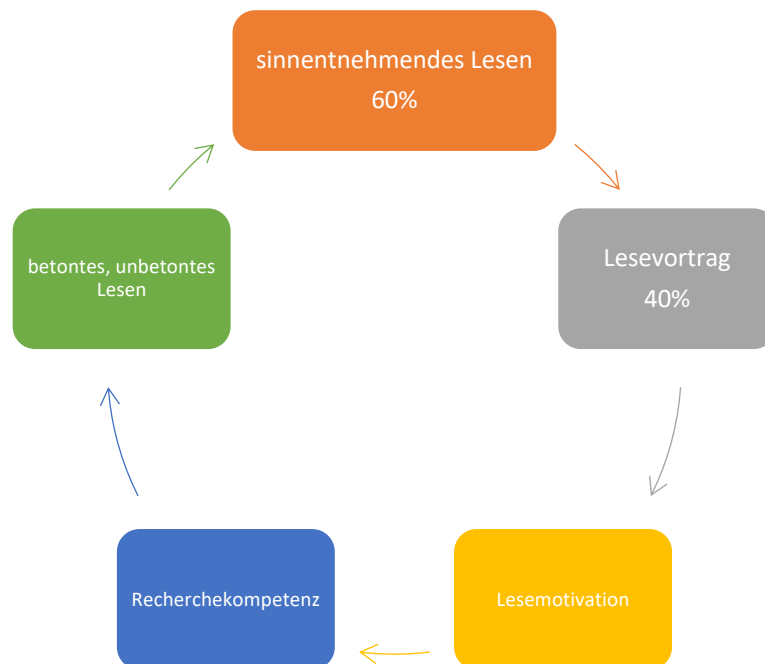 sinnentnehmendes Lesen
60%
Lesevortrag
40%
Lesemotivation
Recherchekompetenz
betontes, unbetontes
Lesen